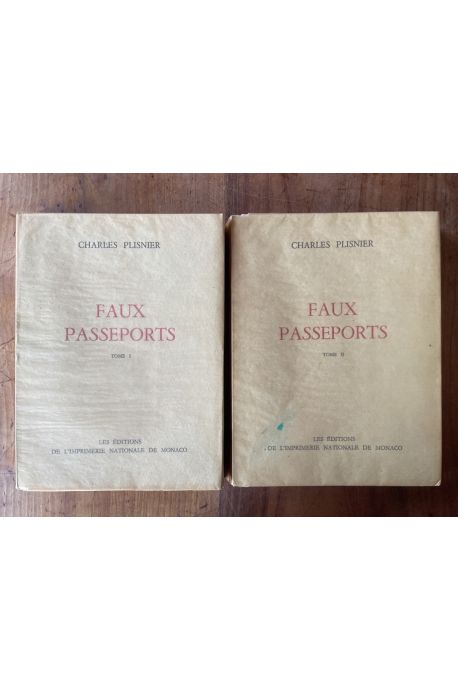 CHARLES PLISNIER
FAUX
PASSEPORTS
TOME I
LES ÉDITIONS
DE L'IMPRIMERIE NATIONALE DE MONACO
CHARLES PLISNIER
FAUX
PASSEPORTS
TOME II
LES ÉDITIONS
DE L'IMPRIMERIE NATIONALE DE MONACO